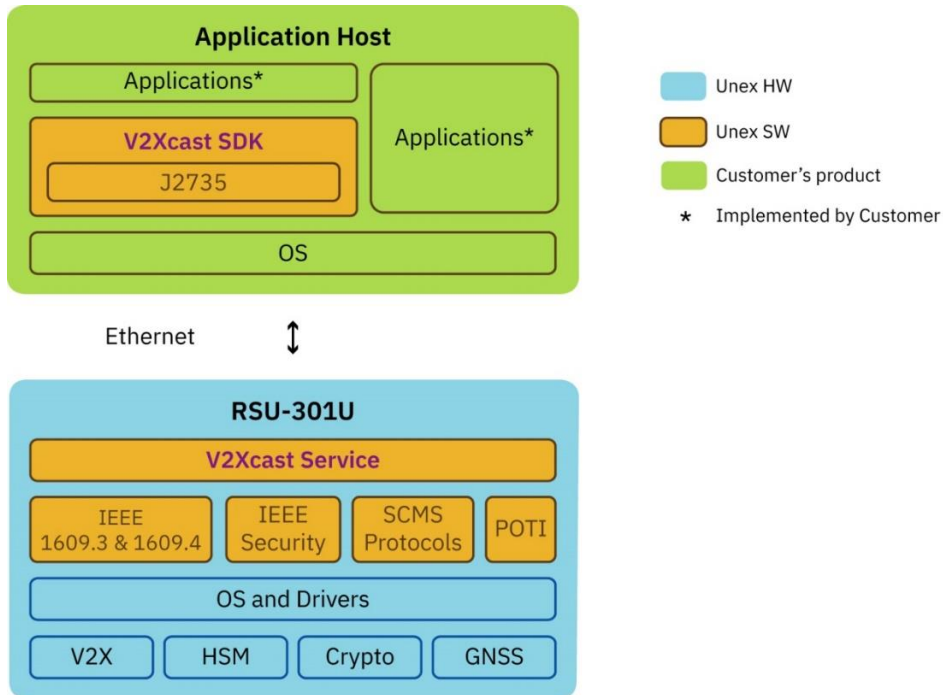 Application Host
Applications*
V2Xcast SDK
J2735
Applications*
OS
Unex HW
Unex SW
Customer's product
* Implemented by Customer
Ethernet
RSU-301U
V2Xcast Service
IEEE
1609.3 & 1609.4
IEEE
Security
SCMS
Protocols
POTI
OS and Drivers
V2X
HSM
Crypto
GNSS